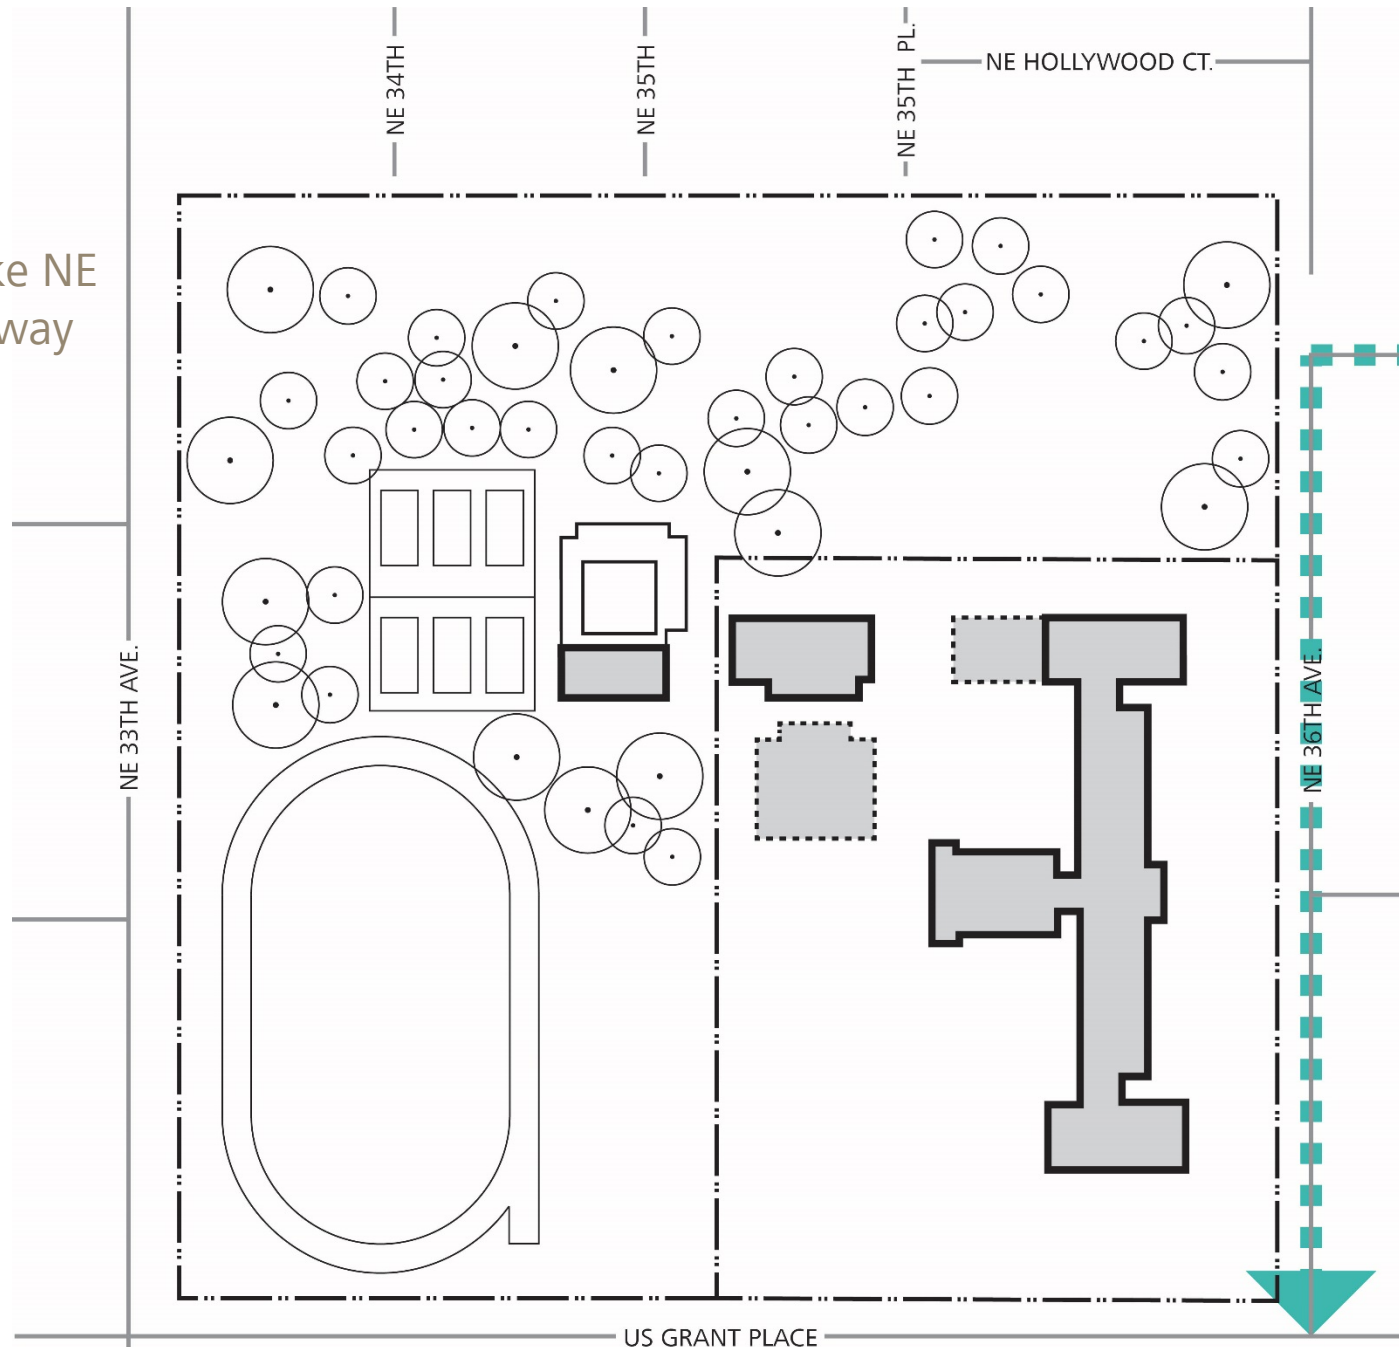 NE 34TH
NE 35TH
NE 35TH PL.
NE HOLLYWOOD CT.
NE
way
NE 33TH AVE.
NE 36TH AVE.
US GRANT PLACE